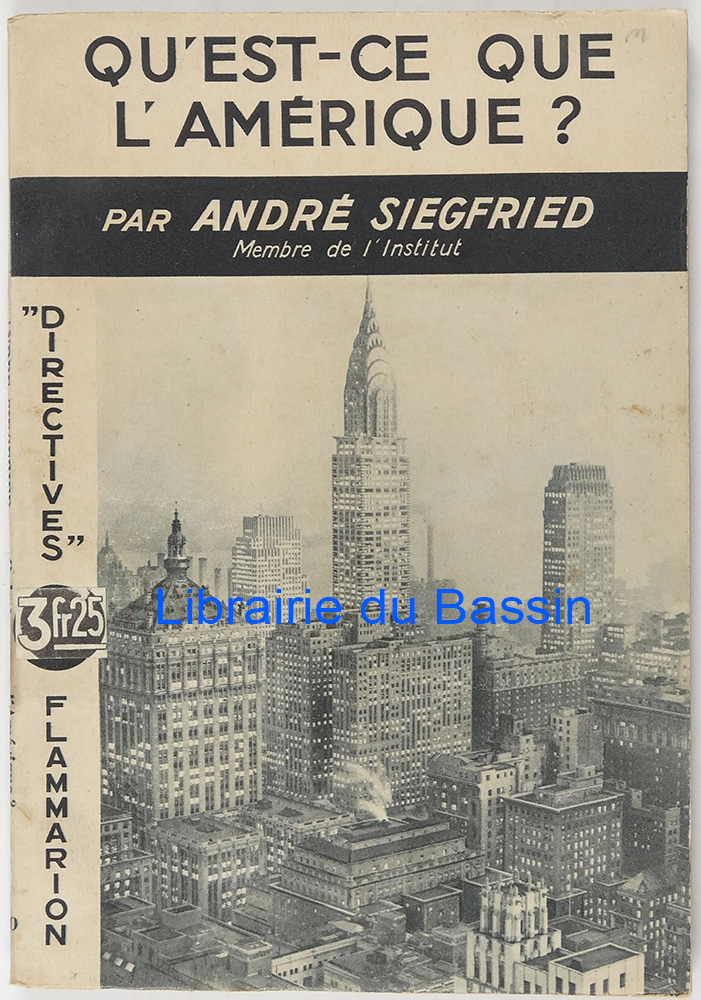 QU'EST-CE QUE
L'AMÉRIQUE ?
PAR ANDRÉ SIEGFRIED
Membre de l'Institut
"DIRECTIVES"
3fr25
FLAMMARION
Librairie du Bassin